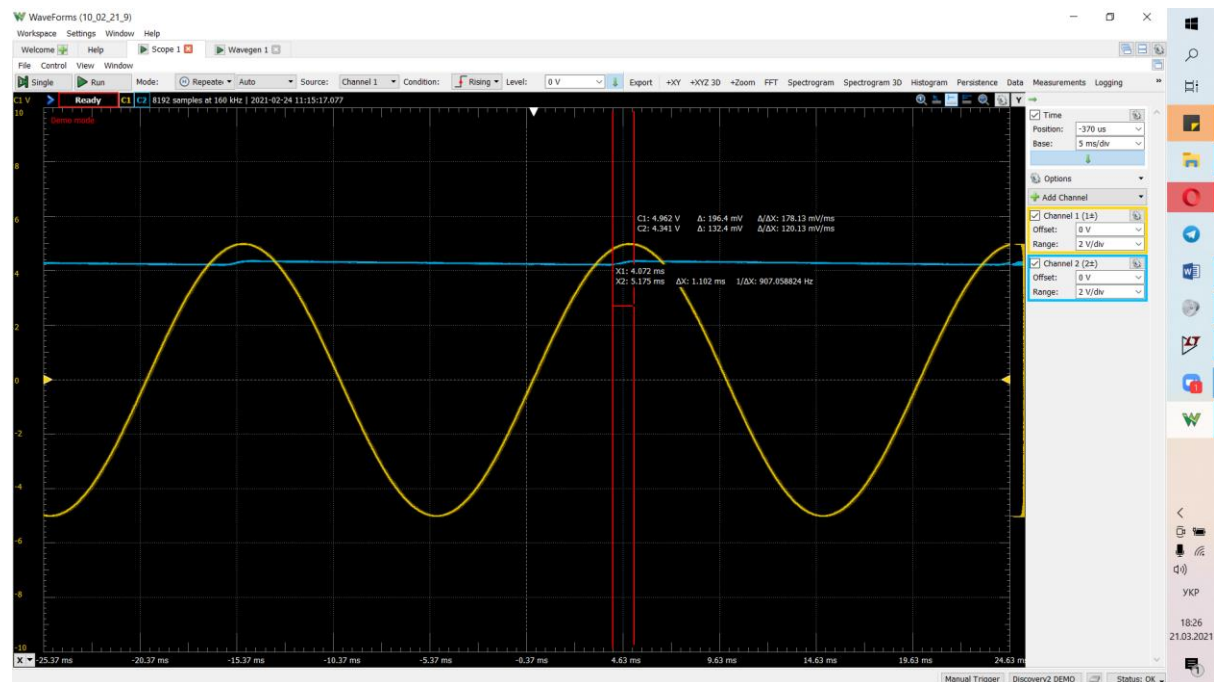 WaveForms (10_02_21_9)
Workspace Settings Window Help
Welcome Help Scope 1 Wavegen 1
File Control View Window
Single Run Mode: Repeate Auto Source: Channel 1 Condition: Rising Level: 0 V Export +XY +XYZ 3D +Zoom FFT Spectrogram Spectrogram 3D Histogram Persistence Data Measurements Logging »
C1 V Ready C1 C2 8192 samples at 160 kHz | 2021-02-24 11:15:17.077 Y
Demo mode
10
8
6
4
2
0
-2
-4
-6
-8
-10
C1: 4.962 V Δ: 196.4 mV Δ/ΔX: 178.13 mV/ms
C2: 4.341 V Δ: 132.4 mV Δ/ΔX: 120.13 mV/ms
X1: 4.072 ms
X2: 5.175 ms ΔX: 1.102 ms 1/ΔX: 907.058824 Hz
X -25.37 ms -20.37 ms -15.37 ms -10.37 ms -5.37 ms -0.37 ms 4.63 ms 9.63 ms 14.63 ms 19.63 ms 24.63 m
Time
Position: -370 us
Base: 5 ms/div
Options
Add Channel
Channel 1 (1±)
Offset: 0 V
Range: 2 V/div
Channel 2 (2±)
Offset: 0 V
Range: 2 V/div
Manual Trigger Discovery2 DEMO Status: OK
W
LT
1
W
УКР
18:26
21.03.2021
1